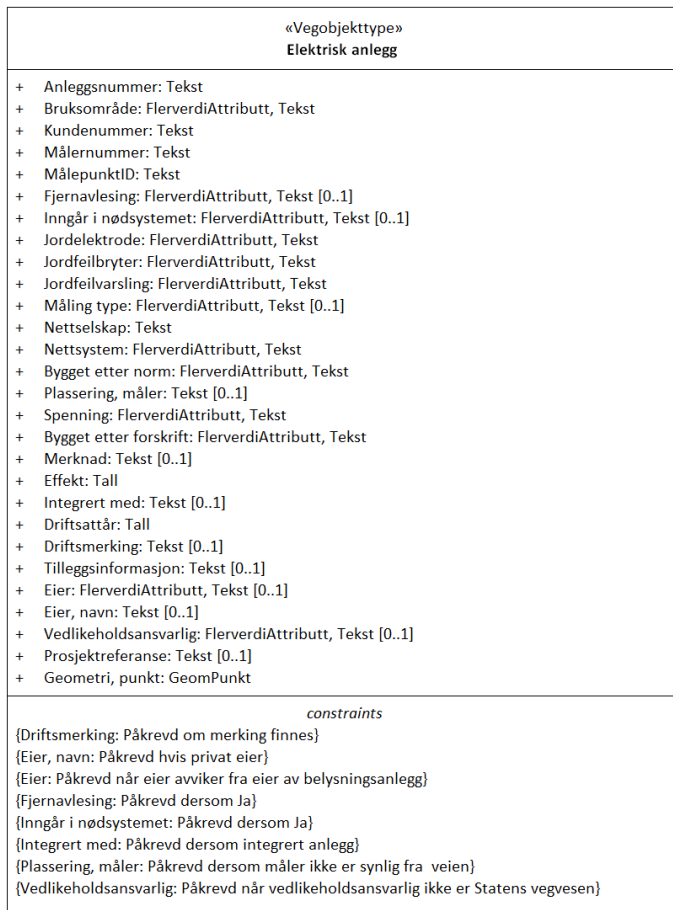 «Vegobjekttype»
Elektrisk anlegg
+ Anleggsnummer: Tekst
+ Bruksområde: FlerverdiAttributt, Tekst
+ Kundenummer: Tekst
+ Målernummer: Tekst
+ MålepunktID: Tekst
+ Fjernavlesing: FlerverdiAttributt, Tekst [0..1]
+ Inngår i nødsystemet: FlerverdiAttributt, Tekst [0..1]
+ Jordelektrode: FlerverdiAttributt, Tekst
+ Jordfeilbryter: FlerverdiAttributt, Tekst
+ Jordfeilvarsling: FlerverdiAttributt, Tekst
+ Måling type: FlerverdiAttributt, Tekst [0..1]
+ Nettselskap: Tekst
+ Nettsystem: FlerverdiAttributt, Tekst
+ Bygget etter norm: FlerverdiAttributt, Tekst
+ Plassering, måler: Tekst [0..1]
+ Spenning: FlerverdiAttributt, Tekst
+ Bygget etter forskrift: FlerverdiAttributt, Tekst
+ Merknad: Tekst [0..1]
+ Effekt: Tall
+ Integrert med: Tekst [0..1]
+ Driftsattår: Tall
+ Driftsmerking: Tekst [0..1]
+ Tilleggsinformasjon: Tekst [0..1]
+ Eier: FlerverdiAttributt, Tekst [0..1]
+ Eier, navn: Tekst [0..1]
+ Vedlikeholdsansvarlig: FlerverdiAttributt, Tekst [0..1]
+ Prosjektreferanse: Tekst [0..1]
+ Geometri, punkt: GeomPunkt
constraints
{Driftsmerking: Påkrevd om merking finnes}
{Eier, navn: Påkrevd hvis privat eier}
{Eier: Påkrevd når eier avviker fra eier av belysningsanlegg}
{Fjernavlesing: Påkrevd dersom Ja}
{Inngår i nødsystemet: Påkrevd dersom Ja}
{Integrert med: Påkrevd dersom integrert anlegg}
{Plassering, måler: Påkrevd dersom måler ikke er synlig fra  veien}
{Vedlikeholdsansvarlig: Påkrevd når vedlikeholdsansvarlig ikke er Statens vegvesen}